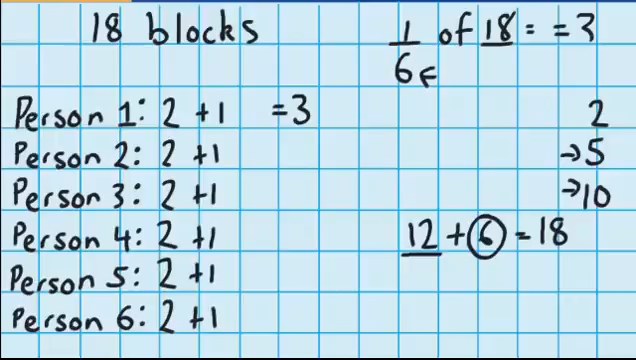 18 blocks
1/6 of 18 = = 3
Person 1: 2 +1 =3
Person 2: 2 +1
Person 3: 2 +1
Person 4: 2 +1
Person 5: 2 +1
Person 6: 2 +1
2
→5
→10
12 + 6 = 18